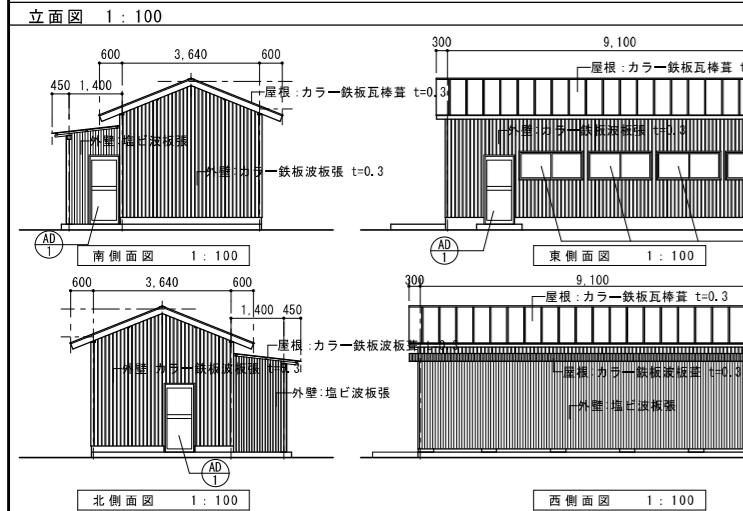 立面図 1：100
600 3,640 600
450 1,400
屋根：カラー鉄板瓦棒葺 t=0.3
外壁：塩ビ波板張
外壁：カラー鉄板波板張 t=0.3
AD
1
南側面図 1：100
300 9,100
屋根：カラー鉄板瓦棒葺 t
外壁：カラー鉄板波板張 t=0.3
AD
1
東側面図 1：100
600 3,640 600
1,400 450
屋根：カラー鉄板波板葺 t=0.3
外壁：カラー鉄板波板張 t=0.3
外壁：塩ビ波板張
AD
1
北側面図 1：100
300 9,100
屋根：カラー鉄板瓦棒葺 t=0.3
屋根：カラー鉄板波板葺 t=0.3
外壁：塩ビ波板張
西側面図 1：100